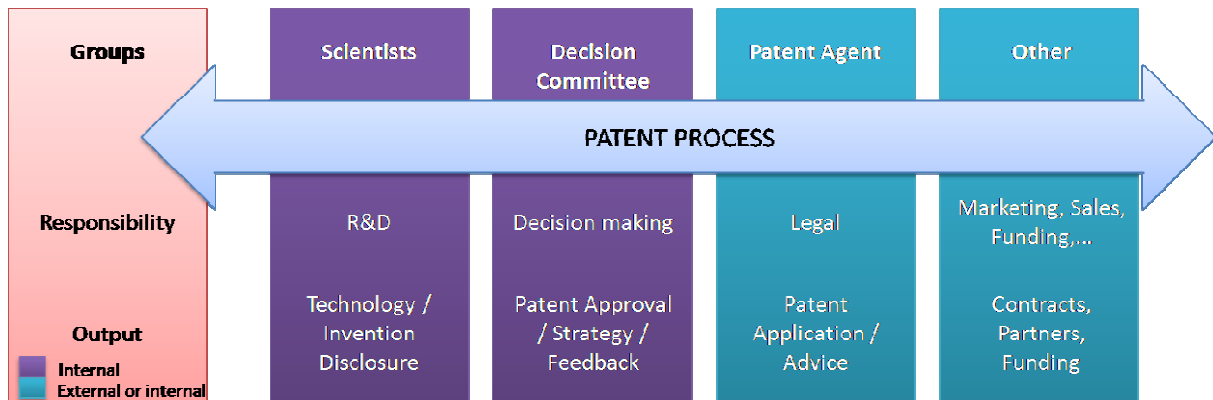 Groups
Scientists
Decision
Committee
Patent Agent
Other
PATENT PROCESS
Responsibility
R&D
Decision making
Legal
Marketing, Sales,
Funding,...
Output
Technology /
Invention
Disclosure
Patent Approval
/ Strategy /
Feedback
Patent
Application /
Advice
Contracts,
Partners,
Funding
Internal
External or internal